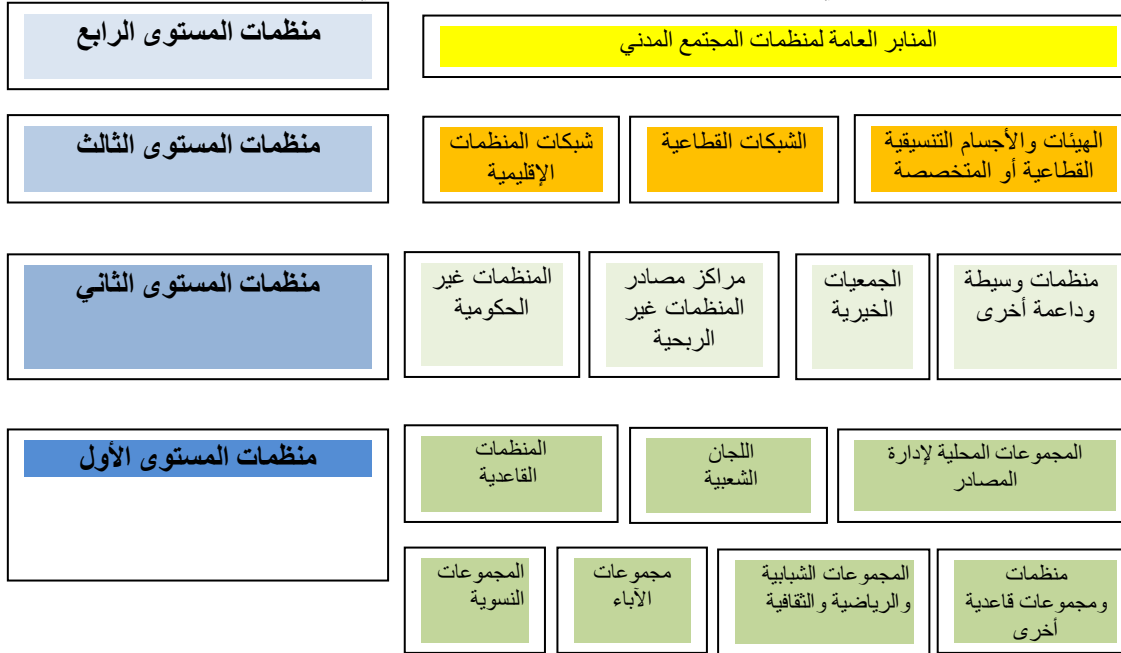 منظمات المستوى الرابع
المنابر العامة لمنظمات المجتمع المدني
منظمات المستوى الثالث
الهيئات والأجسام التنسيقية
القطاعية أو المتخصصة
الشبكات القطاعية
شبكات المنظمات
الإقليمية
منظمات المستوى الثاني
منظمات وسيطة
وداعمة أخرى
الجمعيات
الخيرية
مراكز مصادر
المنظمات غير
الربحية
المنظمات غير
الحكومية
منظمات المستوى الأول
المجموعات المحلية لإدارة
المصادر
اللجان
الشعبية
المنظمات
القاعدية
منظمات
ومجموعات قاعدية
أخرى
المجموعات الشبابية
والرياضية والثقافية
مجموعات
الآباء
المجموعات
النسوية